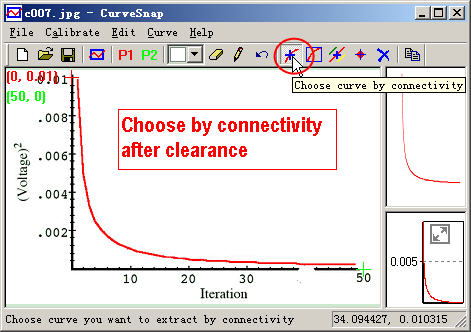 c007.jpg - CurveSnap
File Calibrate Edit Curve Help
P1 P2
Choose curve by connectivity
(0, 0.01)
(50, 0)
Choose by connectivity
after clearance
.008
.006
.004
.002
(Voltage)2
10 20 30 40 50
Iteration
0.005
0
Choose curve you want to extract by connectivity
34.094427, 0.010315